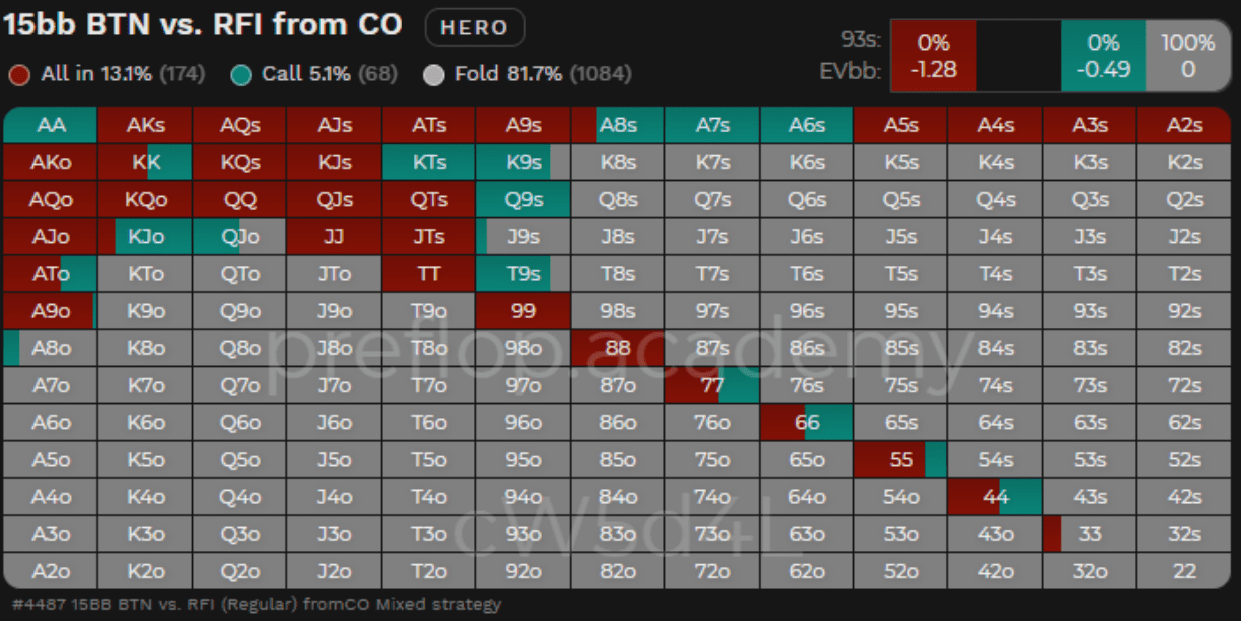 15bb BTN vs. RFI from CO HERO
93s: 0% 0% 100%
All in 13.1% (174) Call 5.1% (68) Fold 81.7% (1084)
EVbb: -1.28 -0.49 0
AA AKs AQs AJs ATs A9s A8s A7s A6s A5s A4s A3s A2s
AKo KK KQs KJs KTs K9s K8s K7s K6s K5s K4s K3s K2s
AQo KQo QQ QJs QTs Q9s Q8s Q7s Q6s Q5s Q4s Q3s Q2s
AJo KJo QJo JJ JTs J9s J8s J7s J6s J5s J4s J3s J2s
ATo KTo QTo JTo TT T9s T8s T7s T6s T5s T4s T3s T2s
A9o K9o Q9o J9o T9o 99 98s 97s 96s 95s 94s 93s 92s
preflop.academy
A8o K8o Q8o J8o T8o 98o 88 87s 86s 85s 84s 83s 82s
A7o K7o Q7o J7o T7o 97o 87o 77 76s 75s 74s 73s 72s
A6o K6o Q6o J6o T6o 96o 86o 76o 66 65s 64s 63s 62s
A5o K5o Q5o J5o T5o 95o 85o 75o 65o 55 54s 53s 52s
A4o K4o Q4o J4o T4o 94o 84o 74o 64o 54o 44 43s 42s
cW5d4L
A3o K3o Q3o J3o T3o 93o 83o 73o 63o 53o 43o 33 32s
A2o K2o Q2o J2o T2o 92o 82o 72o 62o 52o 42o 32o 22
#4487 15BB BTN vs. RFI (Regular) fromCO Mixed strategy